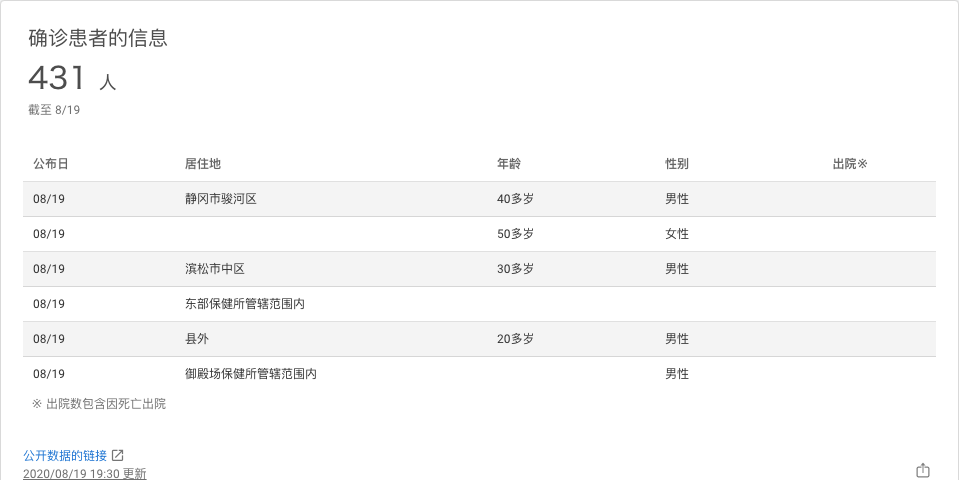 确诊患者的信息
431 人
截至 8/19
公布日 居住地 年龄 性别 出院※
08/19 静冈市骏河区 40多岁 男性
08/19 50多岁 女性
08/19 滨松市中区 30多岁 男性
08/19 东部保健所管辖范围内
08/19 县外 20多岁 男性
08/19 御殿场保健所管辖范围内 男性
※ 出院数包含因死亡出院
公开数据的链接
2020/08/19 19:30 更新